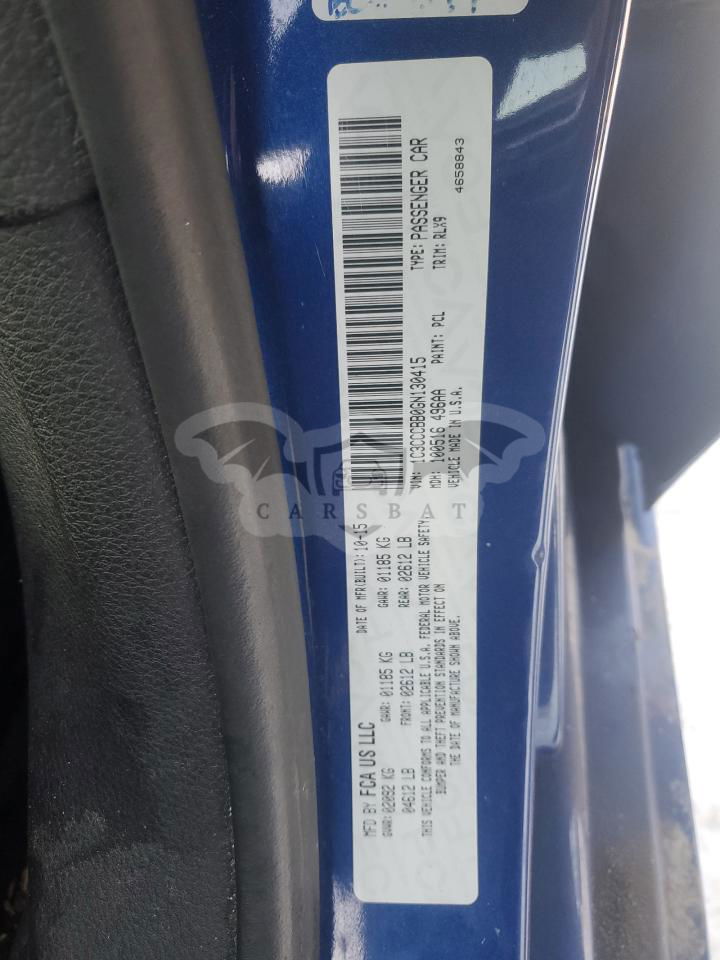 MFD BY FCA US LLC
DATE OF MFR(BUILT): 10-15
GVWR: 02092 KG
GAWR: 01185 KG
GAWR: 01185 KG
04612 LB
FRONT: 02612 LB
REAR: 02612 LB
THIS VEHICLE CONFORMS TO ALL APPLICABLE U.S.A. FEDERAL MOTOR VEHICLE SAFETY,
BUMPER AND THEFT PREVENTION STANDARDS IN EFFECT ON
THE DATE OF MANUFACTURE SHOWN ABOVE.
VIN: 1C3CCCBB0GN130415
TYPE: PASSENGER CAR
MDH: 100516 496AA
PAINT: PCL
TRIM: RLX9
VEHICLE MADE IN U.S.A.
4658843
CARSBAT